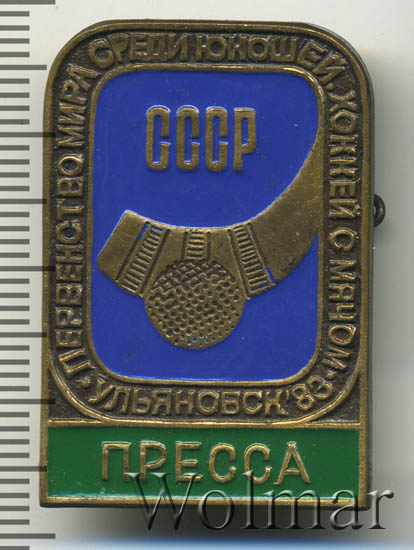 ПЕРВЕНСТВО МИРА СРЕДИ ЮНОШЕЙ. ХОККЕЙ С МЯЧОМ
СССР
УЛЬЯНОВСК'83
ПРЕССА
Wolmar